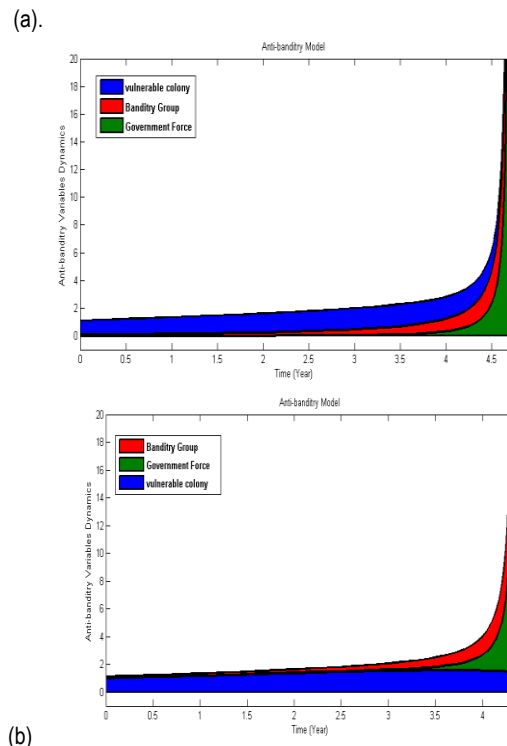 (a).
Anti-banditry Model
20
18
16
14
12
10
8
6
4
2
0
Anti-banditry Variables Dynamics
vulnerable colony
Banditry Group
Government Force
0 0.5 1 1.5 2 2.5 3 3.5 4 4.5
Time (Year)
Anti-banditry Model
20
18
16
14
12
10
8
6
4
2
0
Anti-banditry Variables Dynamics
Banditry Group
Government Force
vulnerable colony
0 0.5 1 1.5 2 2.5 3 3.5 4
Time (Year)
(b)